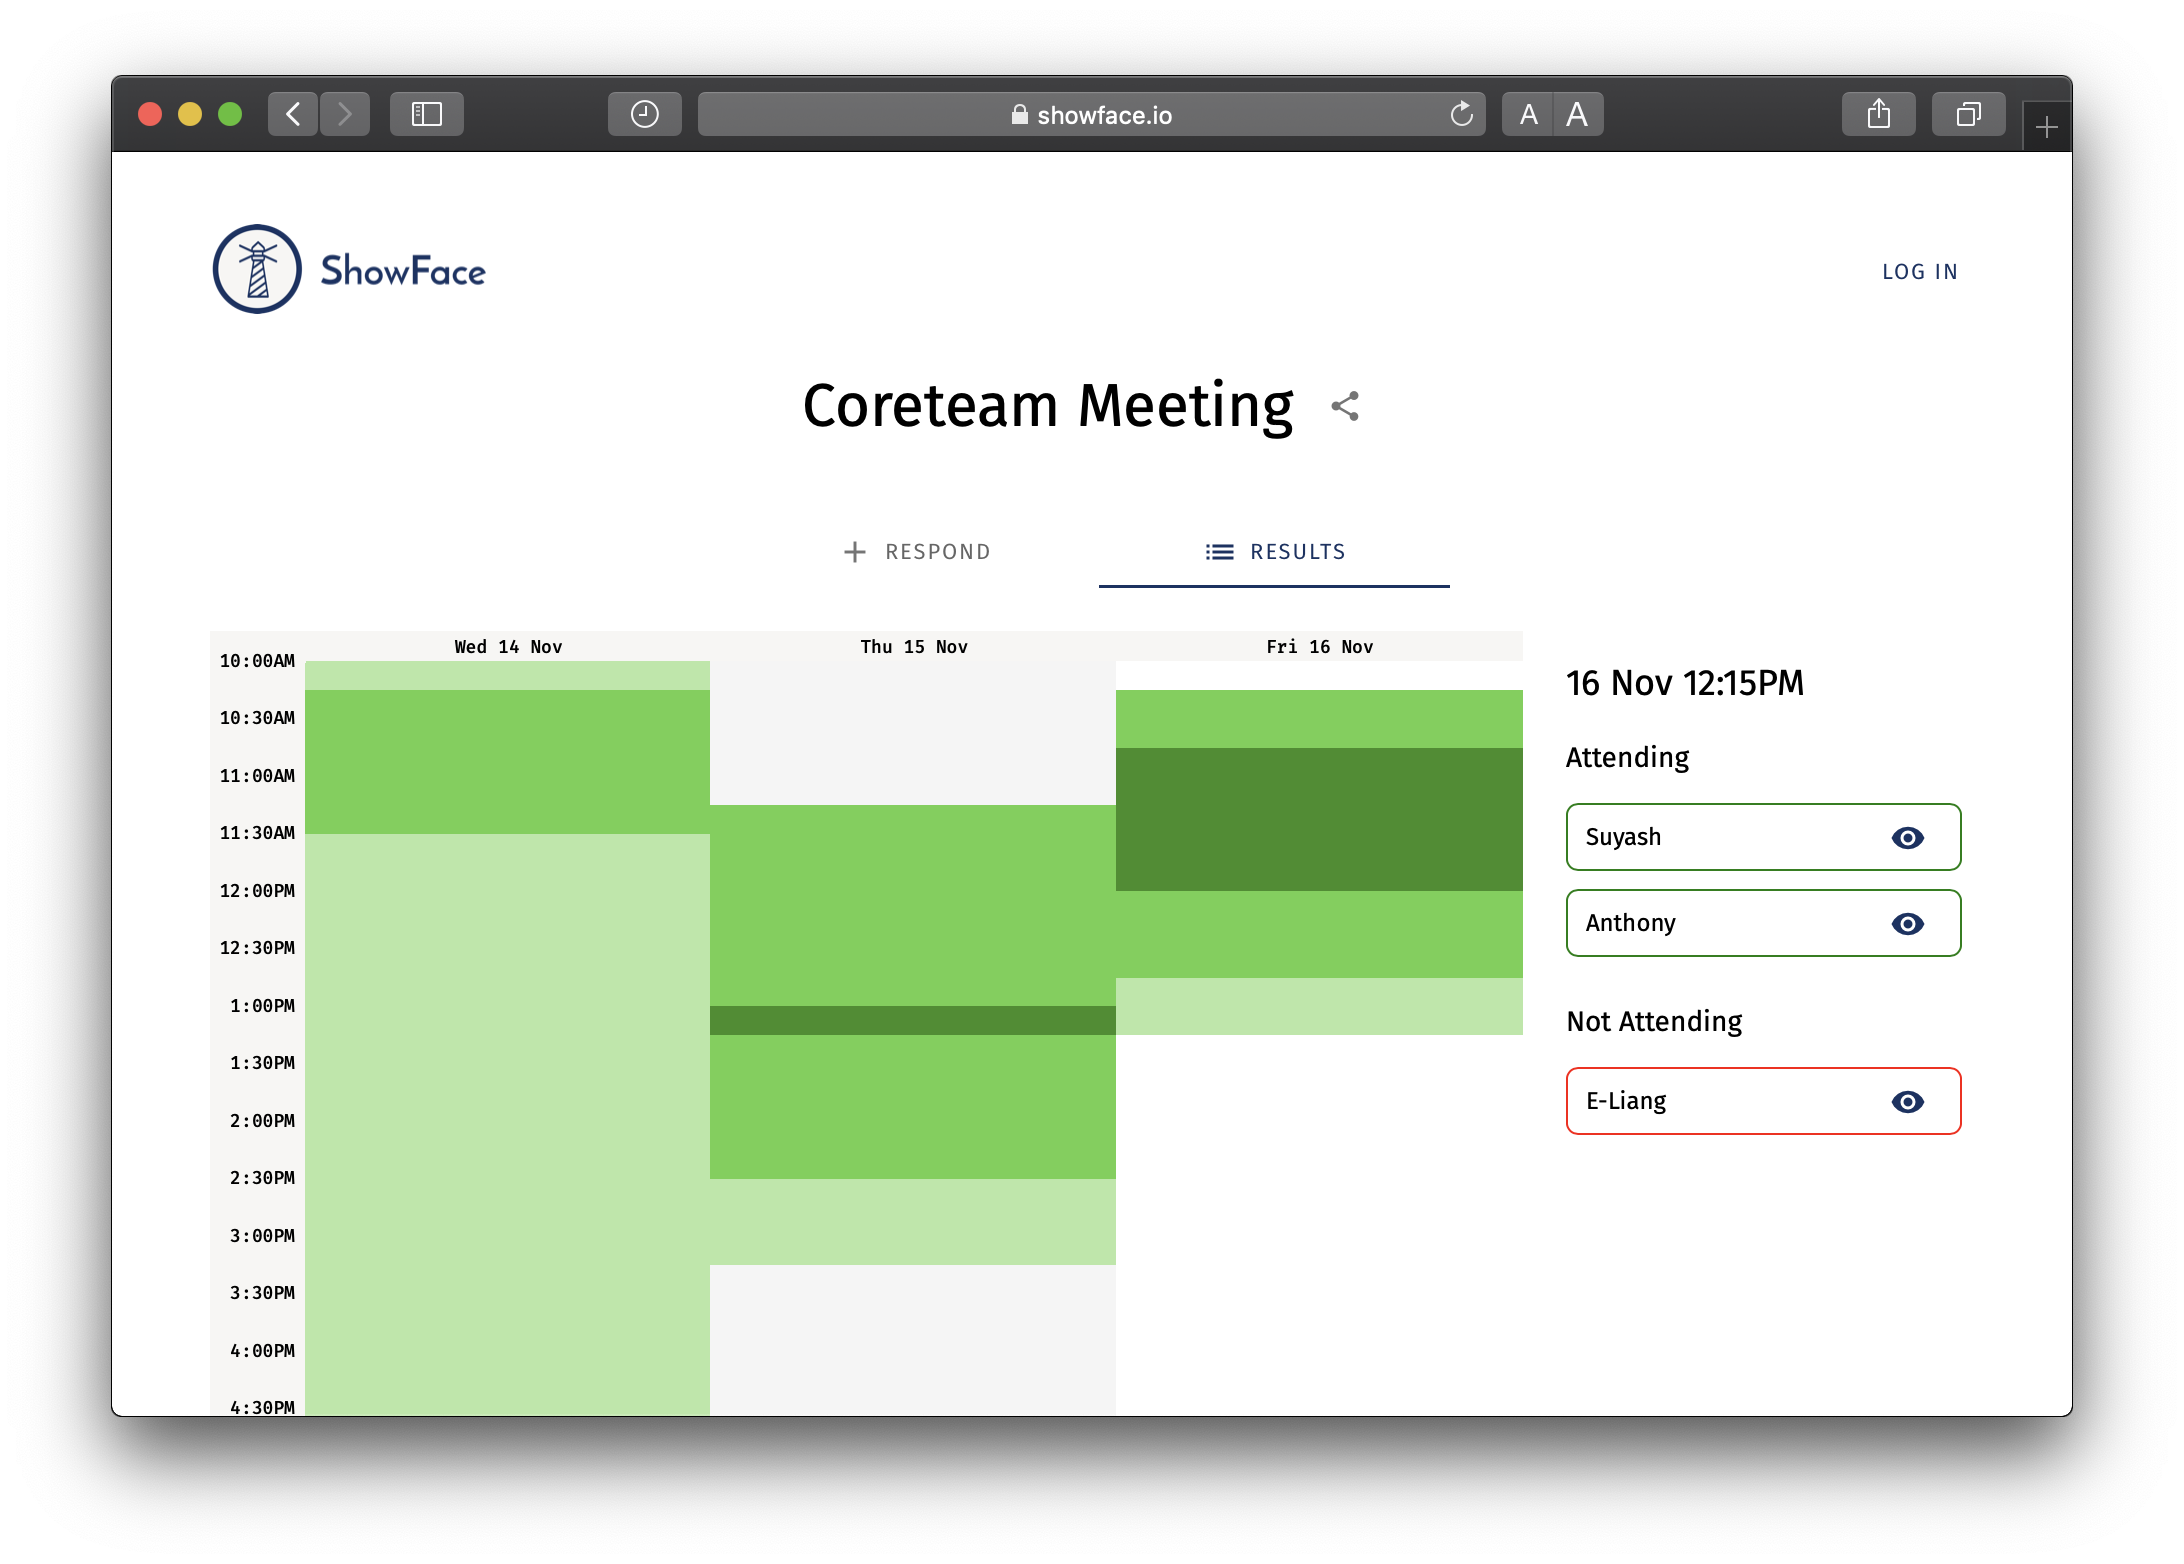 showface.io
A A
ShowFace
LOG IN
Coreteam Meeting
RESPOND
RESULTS
Wed 14 Nov
Thu 15 Nov
Fri 16 Nov
10:00AM
10:30AM
11:00AM
11:30AM
12:00PM
12:30PM
1:00PM
1:30PM
2:00PM
2:30PM
3:00PM
3:30PM
4:00PM
4:30PM
16 Nov 12:15PM
Attending
Suyash
Anthony
Not Attending
E-Liang